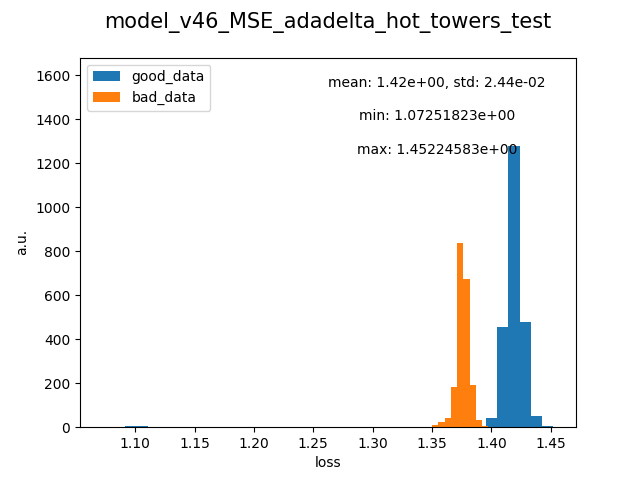 model_v46_MSE_adadelta_hot_towers_test
good_data
bad_data
mean: 1.42e+00, std: 2.44e-02
min: 1.07251823e+00
max: 1.45224583e+00
a.u.
1600
1400
1200
1000
800
600
400
200
0
1.10
1.15
1.20
1.25
1.30
1.35
1.40
1.45
loss